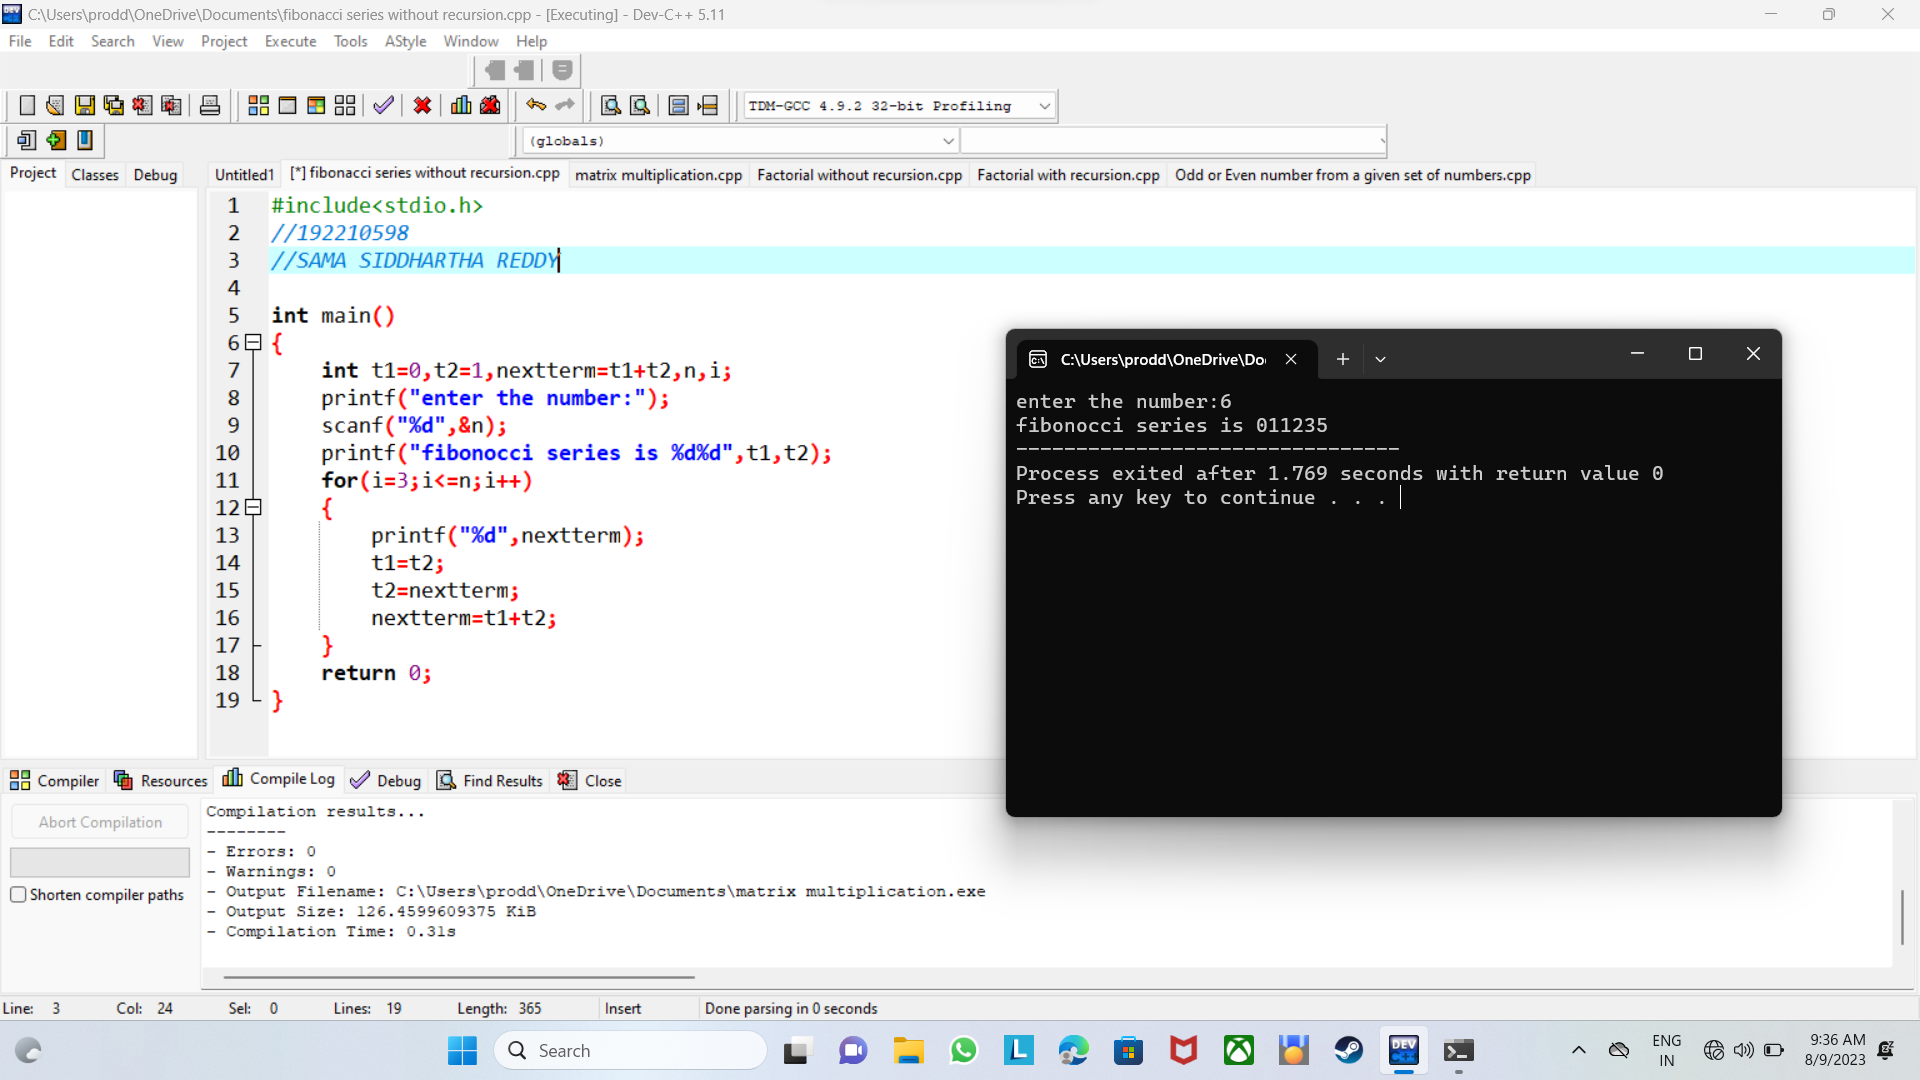 C:\Users\prodd\OneDrive\Documents\fibonacci series without recursion.cpp - [Executing] - Dev-C++ 5.11
File Edit Search View Project Execute Tools AStyle Window Help
TDM-GCC 4.9.2 32-bit Profiling
(globals)
Project Classes Debug
Untitled1 [*] fibonacci series without recursion.cpp matrix multiplication.cpp Factorial without recursion.cpp Factorial with recursion.cpp Odd or Even number from a given set of numbers.cpp
1 #include<stdio.h>
2 //192210598
3 //SAMA SIDDHARTHA REDDY
4
5 int main()
6 {
7 int t1=0,t2=1,nextterm=t1+t2,n,i;
8 printf("enter the number:");
9 scanf("%d",&n);
10 printf("fibonocci series is %d%d",t1,t2);
11 for(i=3;i<=n;i++)
12 {
13 printf("%d",nextterm);
14 t1=t2;
15 t2=nextterm;
16 nextterm=t1+t2;
17 }
18 return 0;
19 }
C:\Users\prodd\OneDrive\Do
enter the number:6
fibonocci series is 011235
--------------------------------
Process exited after 1.769 seconds with return value 0
Press any key to continue . . .
Compiler Resources Compile Log Debug Find Results Close
Abort Compilation
Shorten compiler paths
Compilation results...
--------
- Errors: 0
- Warnings: 0
- Output Filename: C:\Users\prodd\OneDrive\Documents\matrix multiplication.exe
- Output Size: 126.4599609375 KiB
- Compilation Time: 0.31s
Line: 3 Col: 24 Sel: 0 Lines: 19 Length: 365 Insert Done parsing in 0 seconds
Search
L
DEV C++
ENG
IN
9:36 AM
8/9/2023